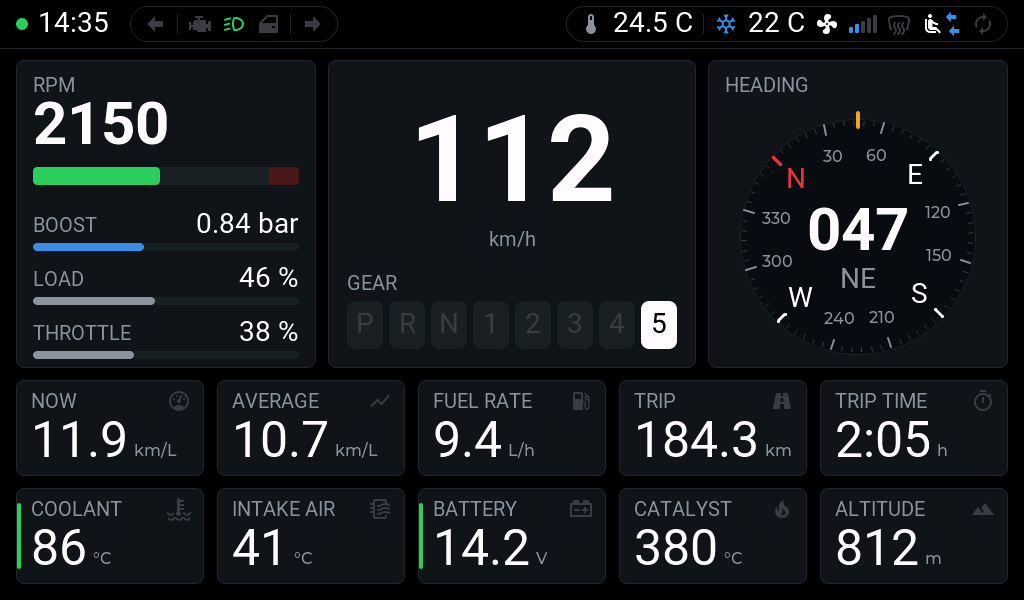 14:35
24.5 C 22 C
RPM
2150
BOOST 0.84 bar
LOAD 46 %
THROTTLE 38 %
112
km/h
GEAR
P R N 1 2 3 4 5
HEADING
30 60
N E
330 120
047
300 150
NE
W S
240 210
NOW
11.9 km/L
AVERAGE
10.7 km/L
FUEL RATE
9.4 L/h
TRIP
184.3 km
TRIP TIME
2:05 h
COOLANT
86 °C
INTAKE AIR
41 °C
BATTERY
14.2 V
CATALYST
380 °C
ALTITUDE
812 m